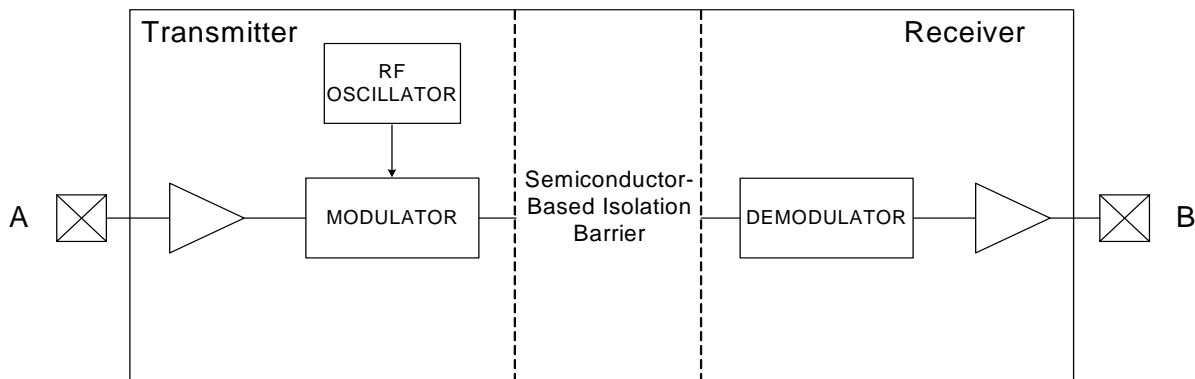 Transmitter
Receiver
RF
OSCILLATOR
A
MODULATOR
Semiconductor-
Based Isolation
Barrier
DEMODULATOR
B